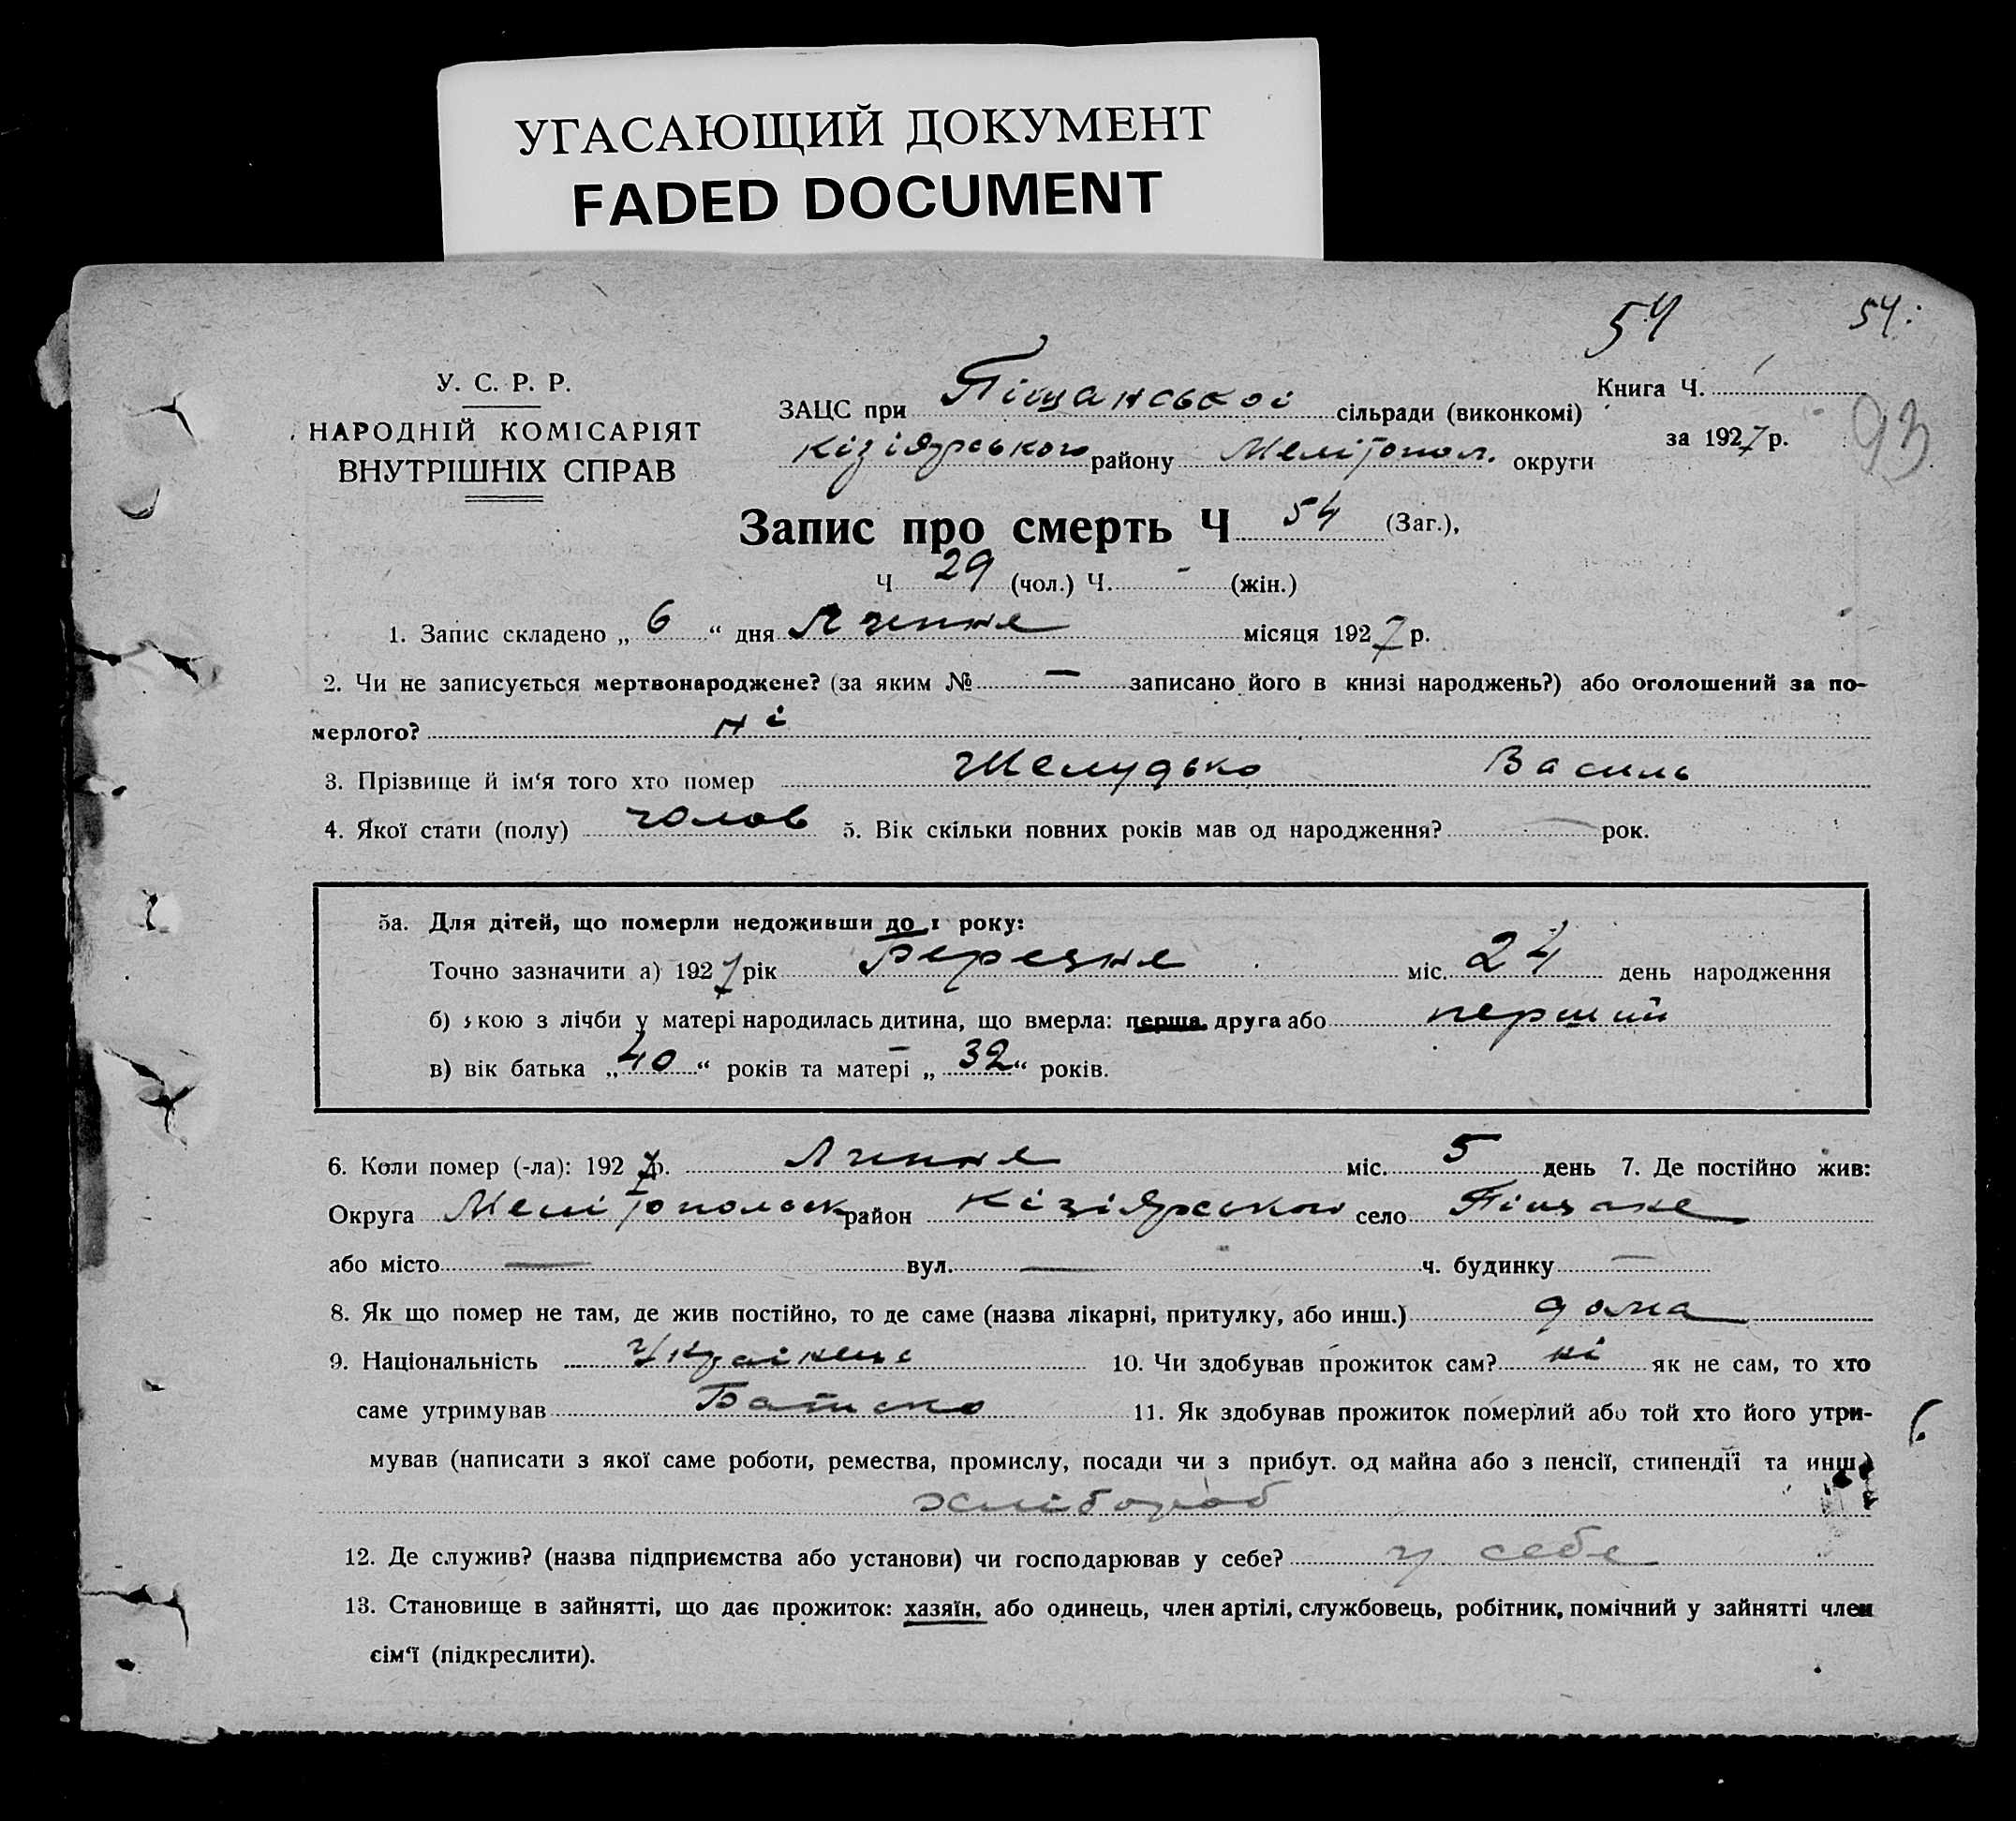 УГАСАЮЩИЙ ДОКУМЕНТ
FADED DOCUMENT
54 54:
У. С. Р. Р.
НАРОДНІЙ КОМІСАРІЯТ
ВНУТРІШНІХ СПРАВ
Книга Ч.
за 1927 р.
93
ЗАЦС при Піщанської сільради (виконкомі)
Кізіярського району Мелітопол. округи
Запис про смерть Ч 54 (Заг.),
Ч 29 (чол.) Ч. - (жін.)
1. Запис складено „ 6 “ дня Липня місяця 1927 р.
2. Чи не записується мертвонароджене? (за яким № — записано його в книзі народжень?) або оголошений за по-
мерлого? ні
3. Прізвище й ім‘я того хто помер Шелудько Василь
4. Якої стати (полу) чолов 5. Вік скільки повних років мав од народження? — рок.
5а. Для дітей, що померли недоживши до 1 року:
Точно зазначити а) 1927 рік Березня міс. 24 день народження
б) якою з лічби у матері народилась дитина, що вмерла: перша, друга або перший
в) вік батька „ 40 “ років та матері „ 32 “ років.
6. Коли помер (-ла): 1927 р. Липня міс. 5 день 7. Де постійно жив:
Округа Мелітопольськ район Кізіярського село Піщане
або місто — вул. — ч. будинку —
8. Як що помер не там, де жив постійно, то де саме (назва лікарні, притулку, або инш.) дома
9. Національність Українець 10. Чи здобував прожиток сам? ні як не сам, то хто
саме утримував Батько 11. Як здобував прожиток померлий або той хто його утри-
мував (написати з якої саме роботи, ремества, промислу, посади чи з прибут. од майна або з пенсії, стипендії та инш.)
хлібороб
12. Де служив? (назва підприємства або установи) чи господарював у себе? у себе
13. Становище в зайнятті, що дає прожиток: хазяїн, або одинець, член артілі, службовець, робітник, помічний у зайнятті член
сім‘ї (підкреслити).